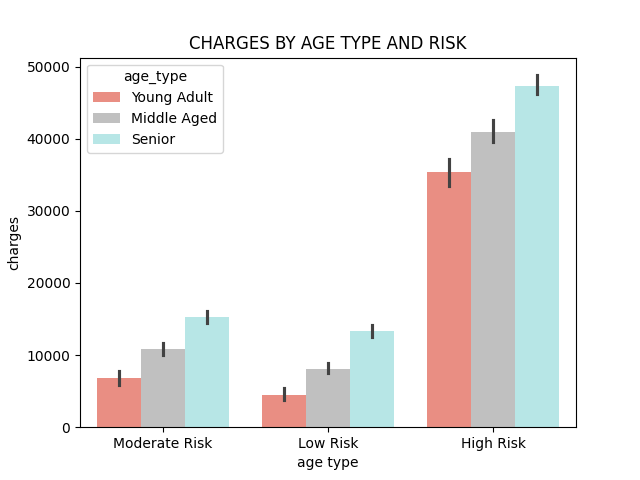 CHARGES BY AGE TYPE AND RISK
age_type
Young Adult
Middle Aged
Senior
50000
40000
30000
20000
10000
0
charges
Moderate Risk
Low Risk
High Risk
age type